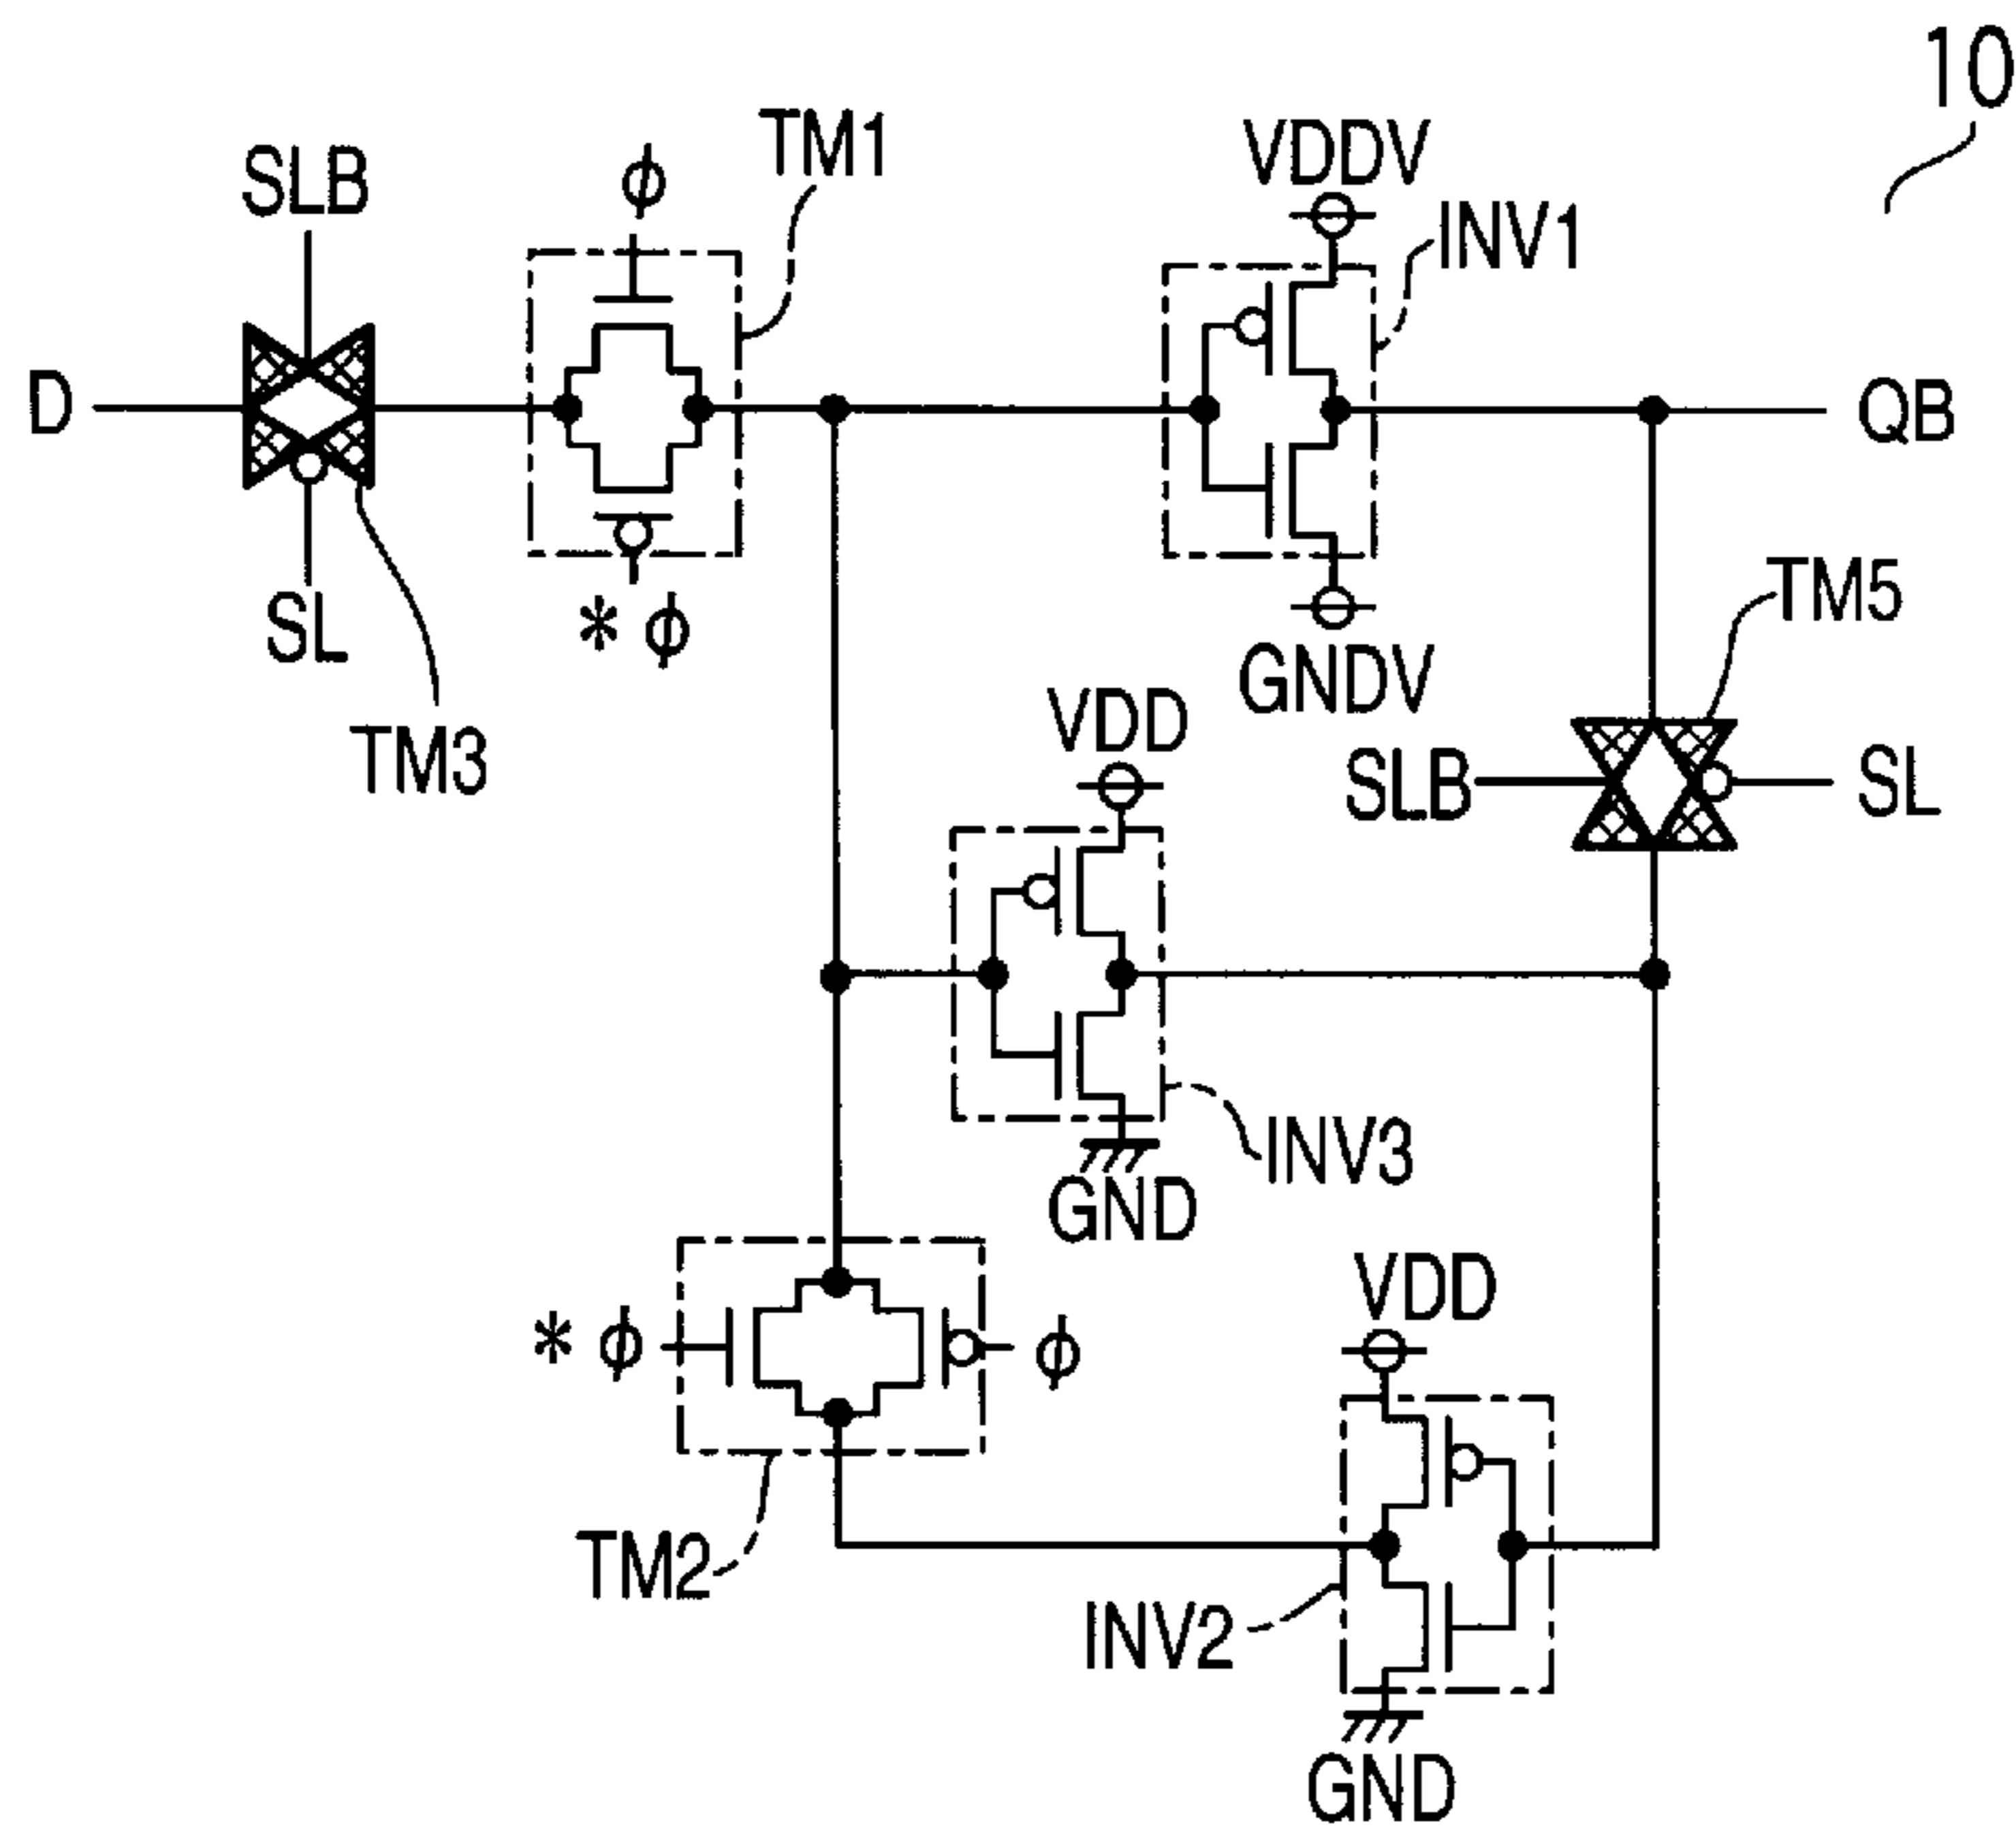 10
TM1
VDDV
SLB
φ
INV1
D
QB
TM5
SL
* φ
GNDV
VDD
TM3
SLB
SL
INV3
GND
VDD
* φ
φ
TM2
INV2
GND